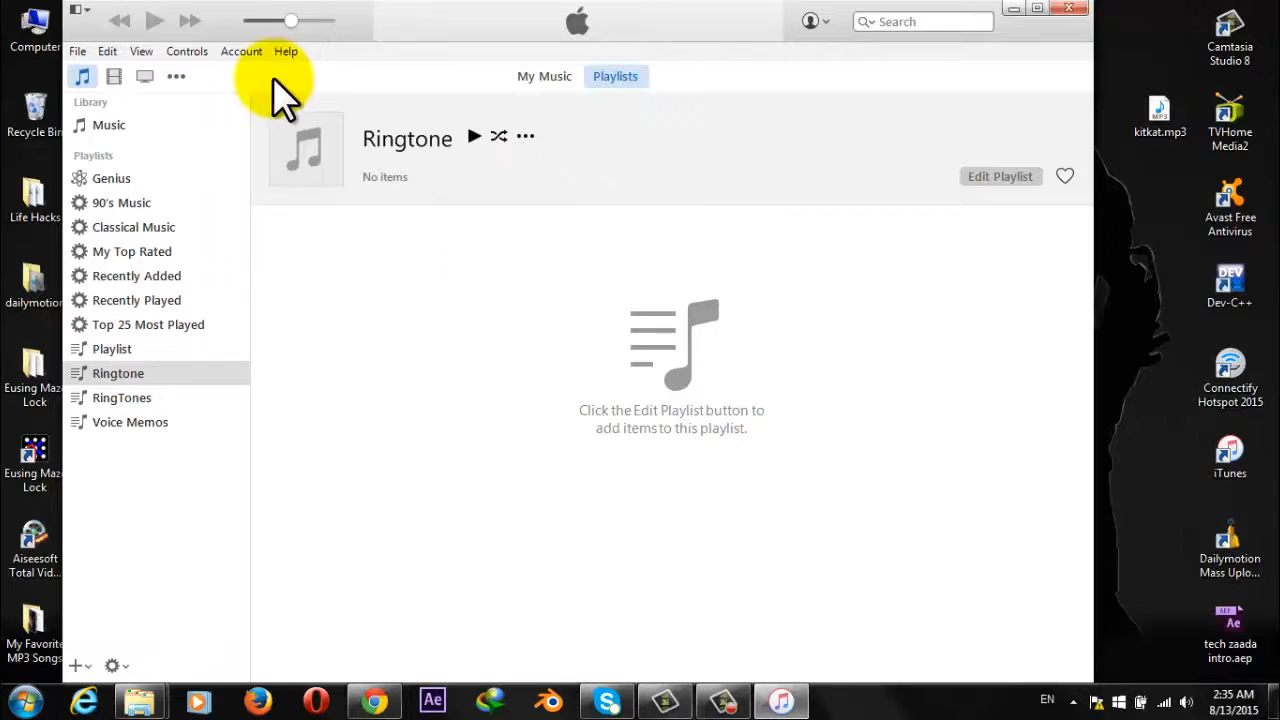 Computer
Recycle Bin
Life Hacks
dailymotion
Eusing Maze
Lock
Eusing Maze
Lock
Aiseesoft
Total Vid...
My Favorite
MP3 Songs
Search
File Edit View Controls Account Help
My Music Playlists
Library
Music
Playlists
Genius
90's Music
Classical Music
My Top Rated
Recently Added
Recently Played
Top 25 Most Played
Playlist
Ringtone
RingTones
Voice Memos
Ringtone
No items
Edit Playlist
Click the Edit Playlist button to
add items to this playlist.
MP3
kitkat.mp3
Camtasia
Studio 8
TVHome
Media2
Avast Free
Antivirus
DEV
Dev-C++
Connectify
Hotspot 2015
iTunes
Dailymotion
Mass Uplo...
AEP
Ae
tech zaada
intro.aep
Ae
EN
2:35 AM
8/13/2015